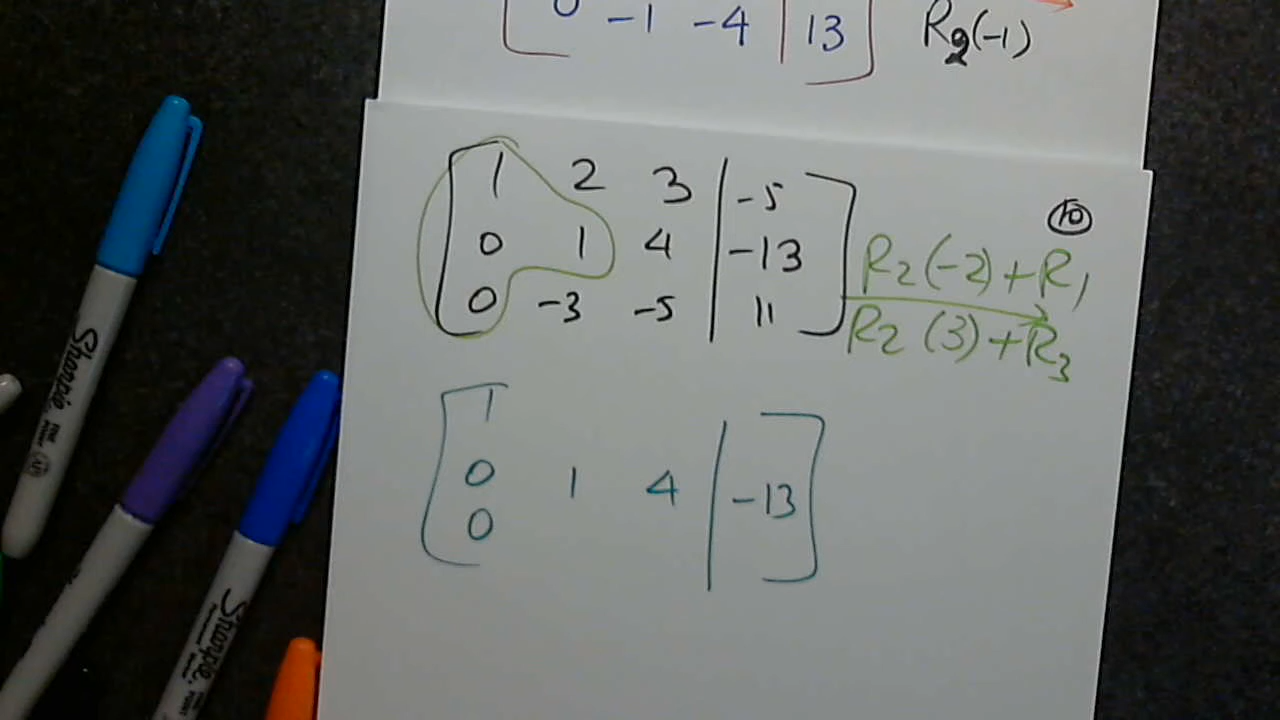 0 -1 -4 | 13 R2(-1)
10
1 2 3 | -5
0 1 4 | -13 R2(-2)+R1
0 -3 -5 | 11 R2(3)+R3
1
0 1 4 | -13
0
Sharpie
Sharpie